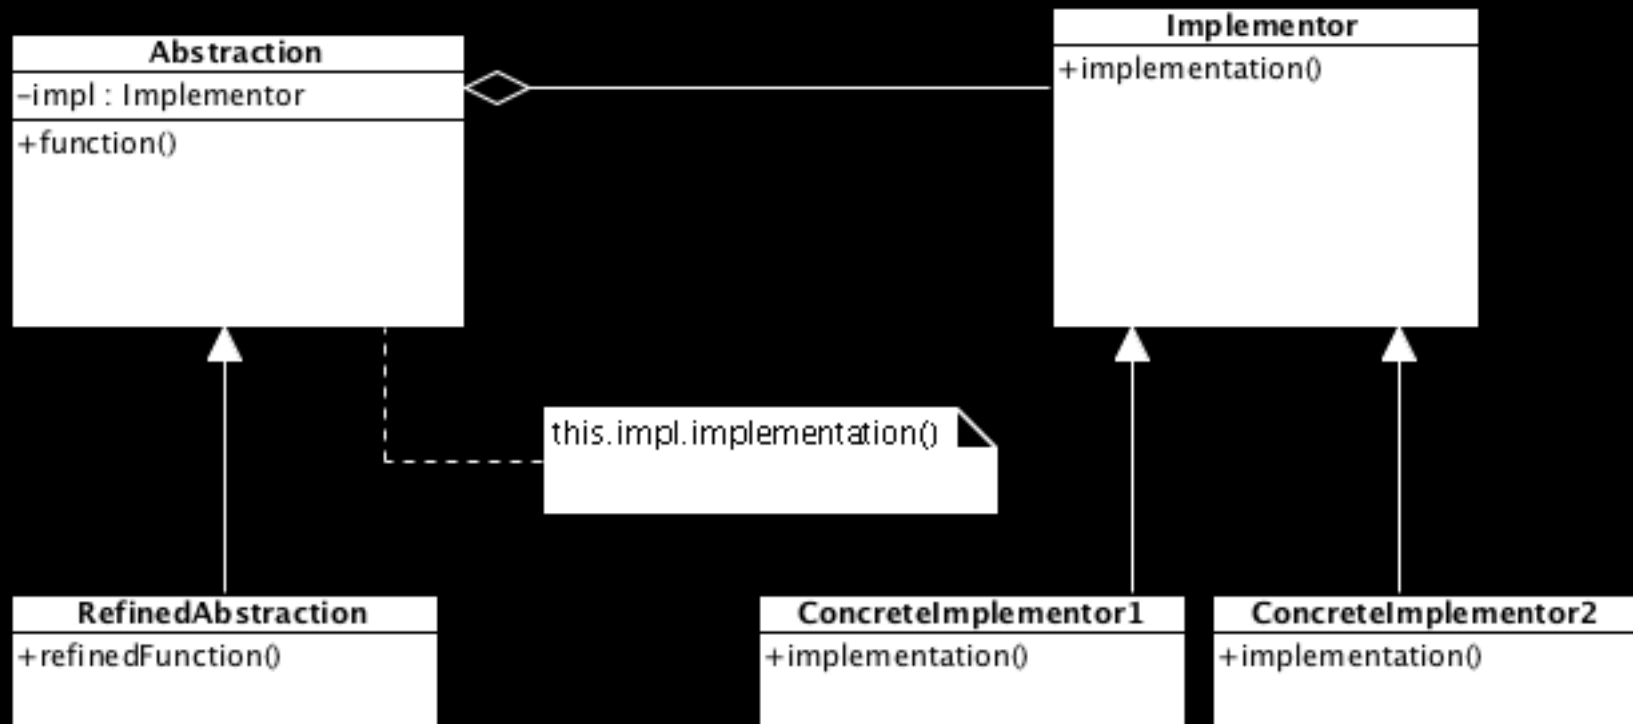 Abstraction
-impl : Implementor
+function()
Implementor
+implementation()
this.impl.implementation()
RefinedAbstraction
+refinedFunction()
ConcreteImplementor1
+implementation()
ConcreteImplementor2
+implementation()